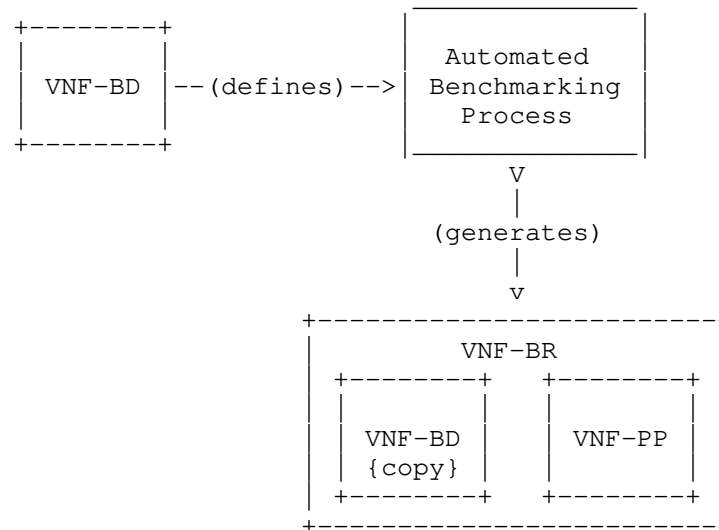 Automated
VNF-BD --(defines)--> Benchmarking
Process
V
(generates)
v
VNF-BR
VNF-BD VNF-PP
{copy}